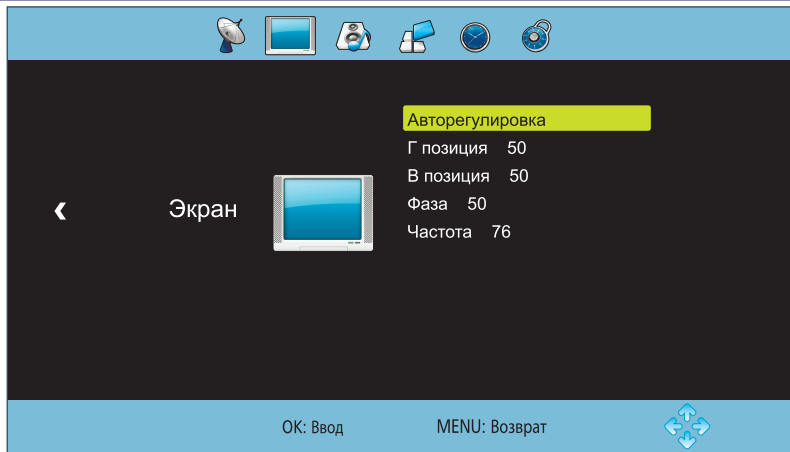 Авторегулировка
Г позиция 50
В позиция 50
Экран
Фаза 50
Частота 76
OK: Ввод MENU: Возврат